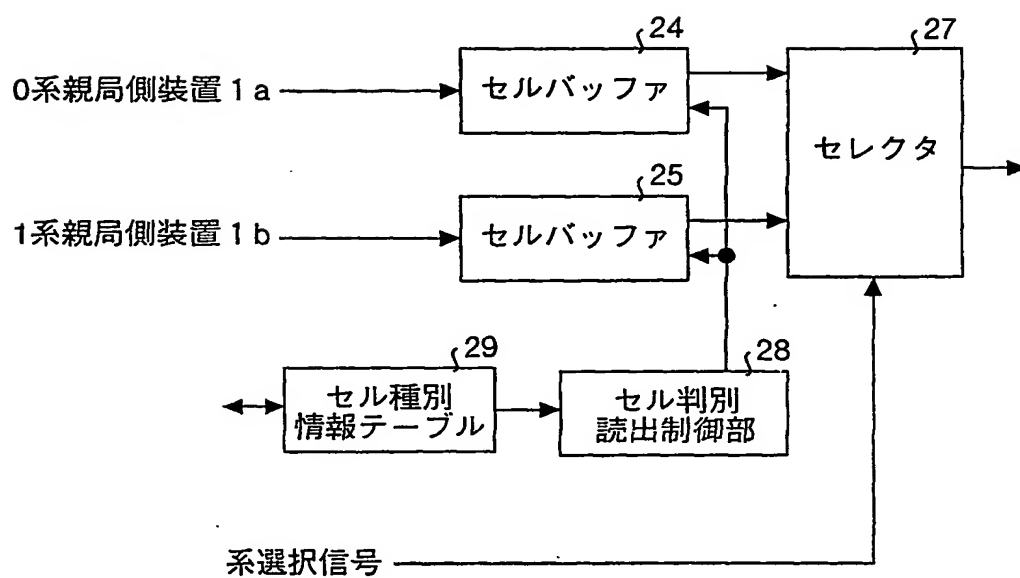 24
27
0系親局側装置1a
セルバッファ
セレクタ
25
1系親局側装置1b
セルバッファ
29
28
セル種別
情報テーブル
セル判別
読出制御部
系選択信号